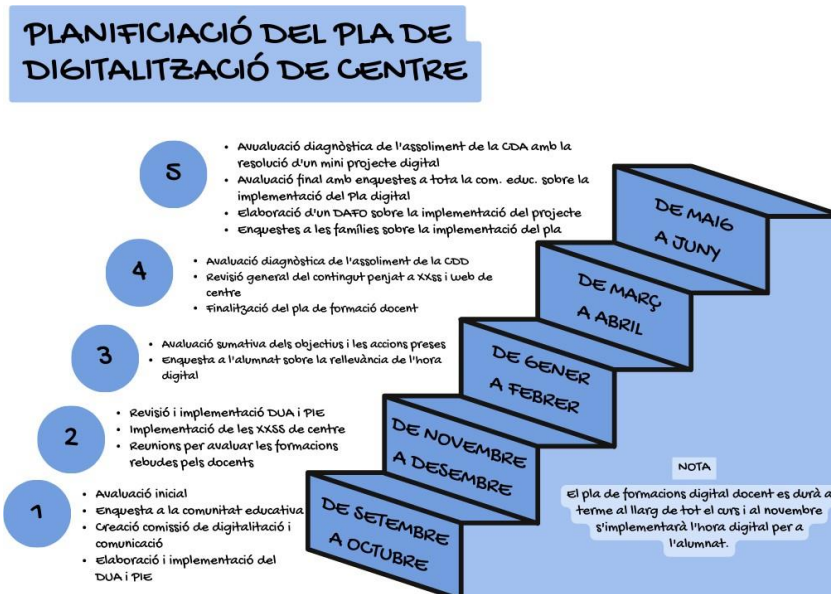 PLANIFICIACIÓ DEL PLA DE
DIGITALITZACIÓ DE CENTRE
5
• Avualuació diagnòstica de l'assoliment de la CDA amb la
resolució d'un mini projecte digital
• Avaluació final amb enquestes a tota la com. educ. sobre la
implementació del Pla digital
• Elaboració d'un DAFO sobre la implementació del projecte
• Enquestes a les famílies sobre la implementació del pla
DE MAIG
A JUNY
4
• Avaluació diagnòstica de l'assoliment de la CDD
• Revisió general del contingut penjat a XXSS i web de
centre
• Finalització del pla de formació docent
DE MARÇ
A ABRIL
3
• Avaluació sumativa dels objectius i les accions preses
• Enquesta a l'alumnat sobre la rellevància de l'hora
digital
DE GENER
A FEBRER
2
• Revisió i implementació DUA i PIE
• Implementació de les XXSS de centre
• Reunions per avaluar les formacions
rebudes pels docents
DE NOVEMBRE
A DESEMBRE
1
• Avaluació inicial
• Enquesta a la comunitat educativa
• Creació comissió de digitalitació i
comunicació
• Elaboració i implementació del
DUA i PIE
DE SETEMBRE
A OCTUBRE
NOTA
El pla de formacions digital docent es durà a
terme al llarg de tot el curs i al novembre
s'implementarà l'hora digital per a
l'alumnat.